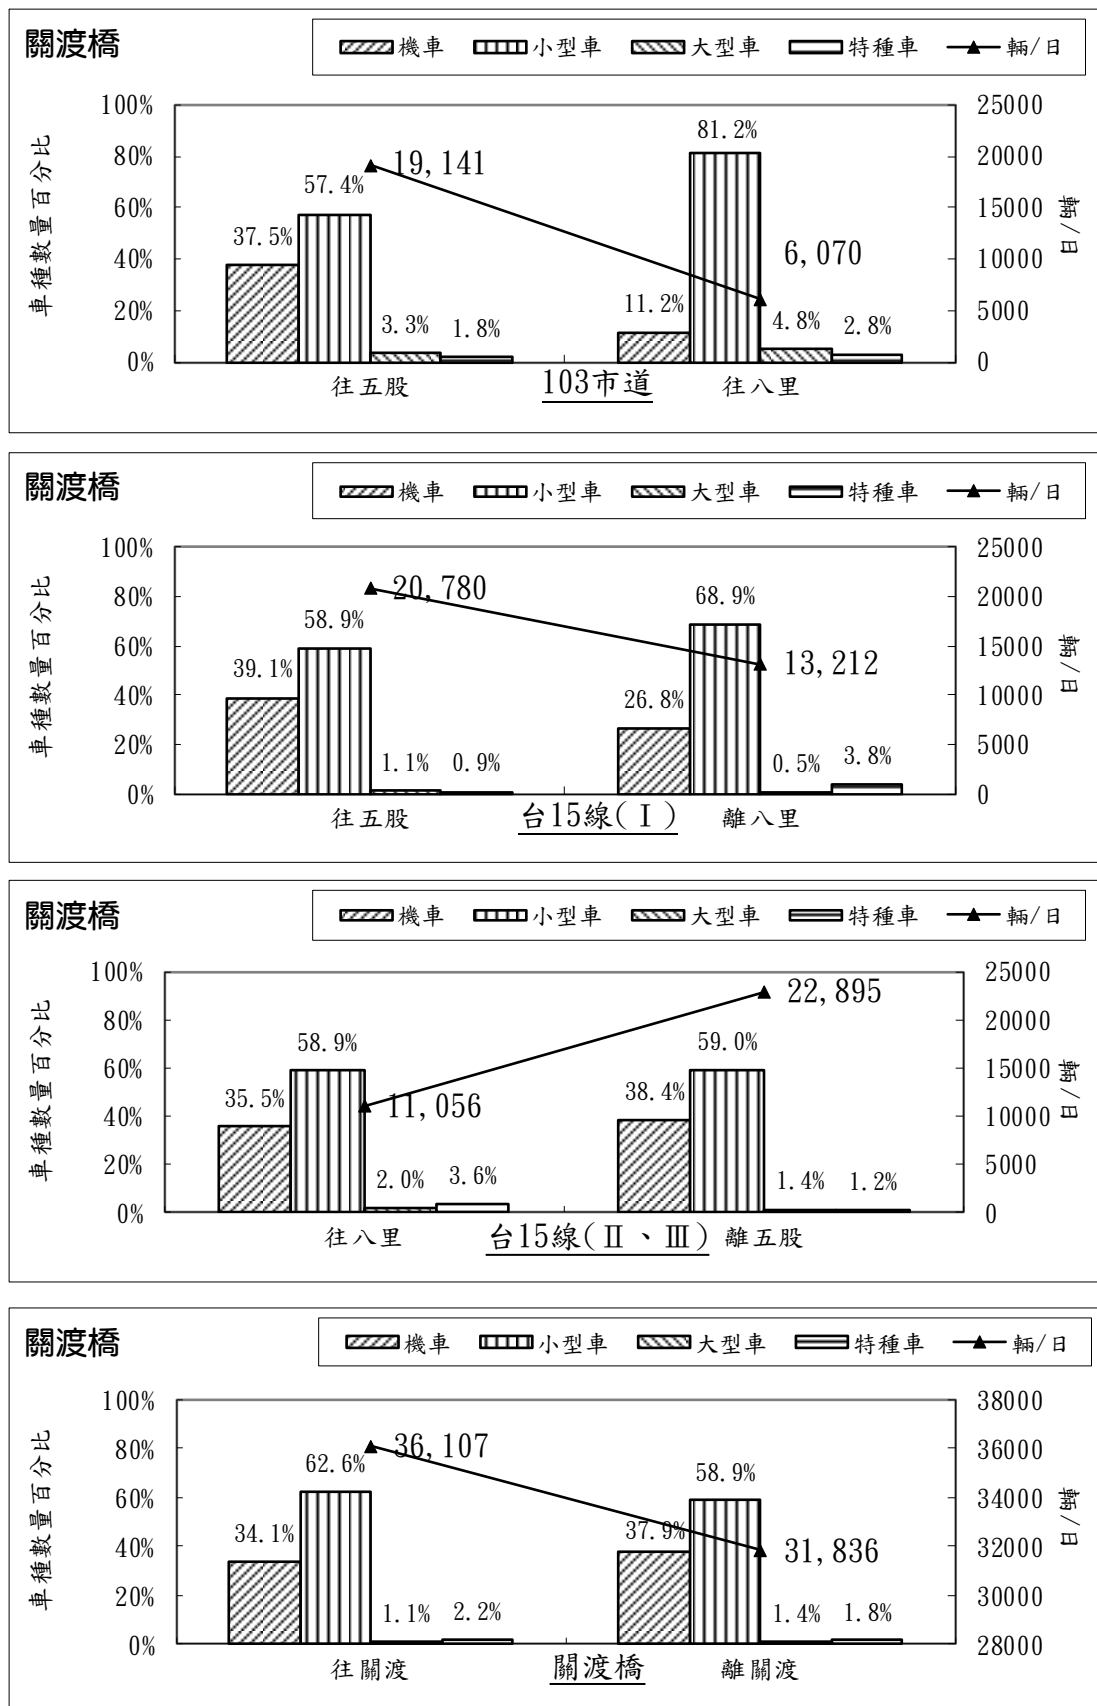 關渡橋
機車 小型車 大型車 特種車 輛/日
車種數量百分比
100% 80% 60% 40% 20% 0%
37.5% 57.4% 3.3% 1.8%
19,141
11.2% 81.2% 4.8% 2.8%
6,070
25000 20000 15000 10000 5000 0
輛/日
往五股 103市道 往八里
關渡橋
機車 小型車 大型車 特種車 輛/日
車種數量百分比
100% 80% 60% 40% 20% 0%
39.1% 58.9% 1.1% 0.9%
20,780
26.8% 68.9% 0.5% 3.8%
13,212
25000 20000 15000 10000 5000 0
輛/日
往五股 台15線(Ⅰ) 離八里
關渡橋
機車 小型車 大型車 特種車 輛/日
車種數量百分比
100% 80% 60% 40% 20% 0%
35.5% 58.9% 2.0% 3.6%
11,056
38.4% 59.0% 1.4% 1.2%
22,895
25000 20000 15000 10000 5000 0
輛/日
往八里 台15線(Ⅱ、Ⅲ) 離五股
關渡橋
機車 小型車 大型車 特種車 輛/日
車種數量百分比
100% 80% 60% 40% 20% 0%
34.1% 62.6% 1.1% 2.2%
36,107
37.9% 58.9% 1.4% 1.8%
31,836
38000 36000 34000 32000 30000 28000
輛/日
往關渡 關渡橋 離關渡